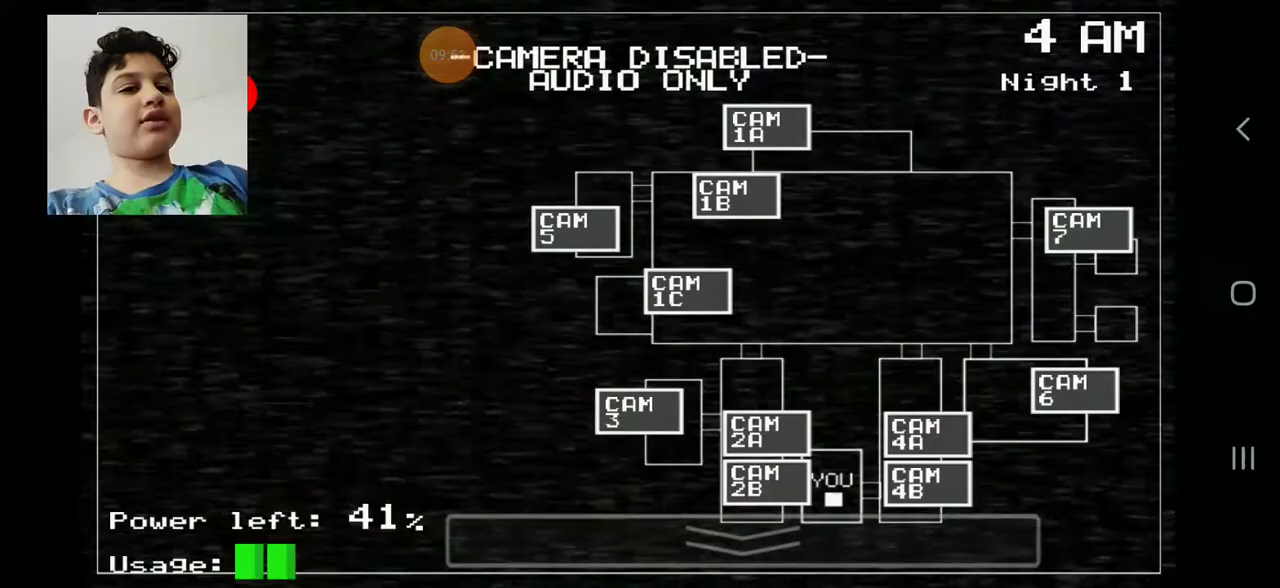 -CAMERA DISABLED-
AUDIO ONLY
4 AM
Night 1
CAM
1A
CAM
1B
CAM
5
CAM
7
CAM
1C
CAM
6
CAM
3
CAM
2A
CAM
4A
CAM
2B
YOU
CAM
4B
Power left: 41%
Usage: